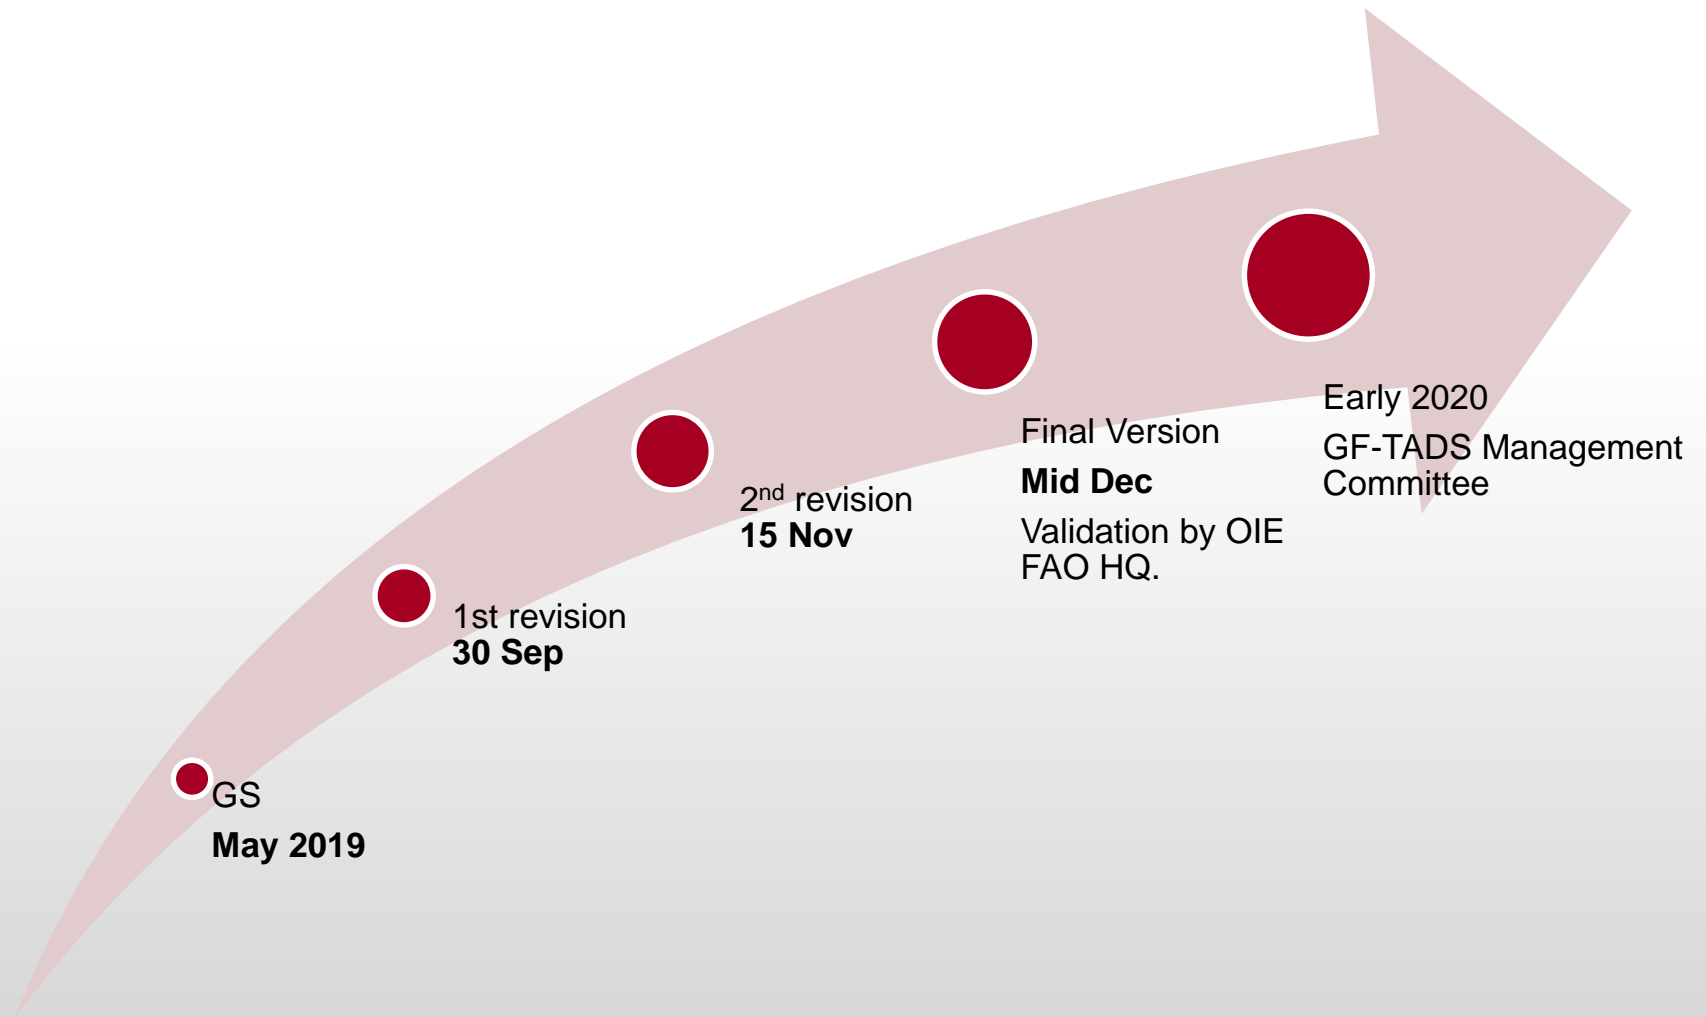 GS
May 2019
1st revision
30 Sep
2nd revision
15 Nov
Final Version
Mid Dec
Validation by OIE
FAO HQ.
Early 2020
GF-TADS Management
Committee